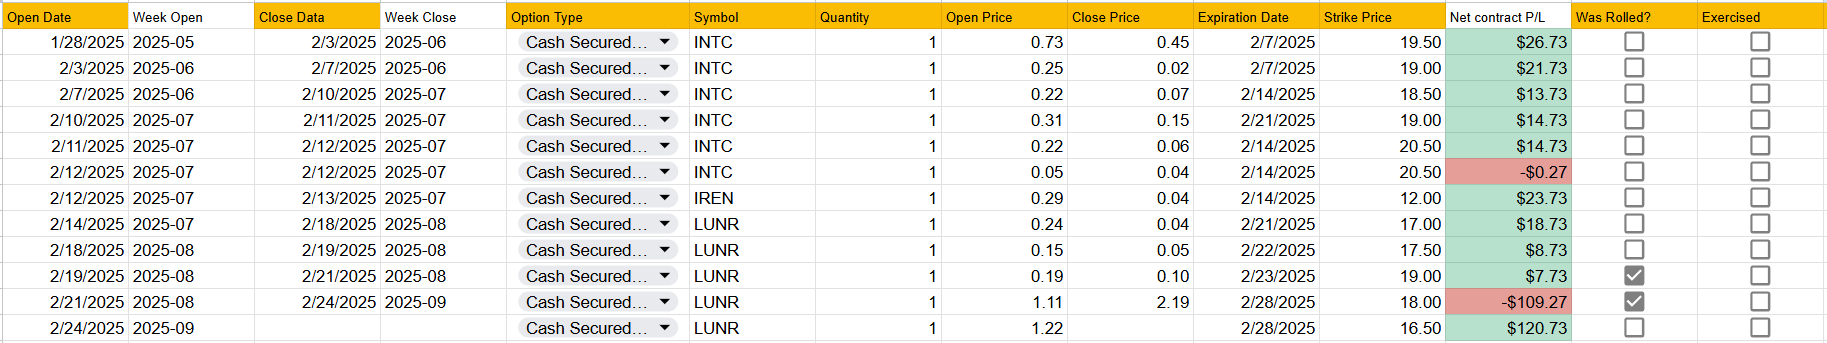 Open Date Week Open Close Data Week Close Option Type Symbol Quantity Open Price Close Price Expiration Date Strike Price Net contract P/L Was Rolled? Exercised
1/28/2025 2025-05 2/3/2025 2025-06 Cash Secured... INTC 1 0.73 0.45 2/7/2025 19.50 $26.73
2/3/2025 2025-06 2/7/2025 2025-06 Cash Secured... INTC 1 0.25 0.02 2/7/2025 19.00 $21.73
2/7/2025 2025-06 2/10/2025 2025-07 Cash Secured... INTC 1 0.22 0.07 2/14/2025 18.50 $13.73
2/10/2025 2025-07 2/11/2025 2025-07 Cash Secured... INTC 1 0.31 0.15 2/21/2025 19.00 $14.73
2/11/2025 2025-07 2/12/2025 2025-07 Cash Secured... INTC 1 0.22 0.06 2/14/2025 20.50 $14.73
2/12/2025 2025-07 2/12/2025 2025-07 Cash Secured... INTC 1 0.05 0.04 2/14/2025 20.50 -$0.27
2/12/2025 2025-07 2/13/2025 2025-07 Cash Secured... IREN 1 0.29 0.04 2/14/2025 12.00 $23.73
2/14/2025 2025-07 2/18/2025 2025-08 Cash Secured... LUNR 1 0.24 0.04 2/21/2025 17.00 $18.73
2/18/2025 2025-08 2/19/2025 2025-08 Cash Secured... LUNR 1 0.15 0.05 2/22/2025 17.50 $8.73
2/19/2025 2025-08 2/21/2025 2025-08 Cash Secured... LUNR 1 0.19 0.10 2/23/2025 19.00 $7.73
2/21/2025 2025-08 2/24/2025 2025-09 Cash Secured... LUNR 1 1.11 2.19 2/28/2025 18.00 -$109.27
2/24/2025 2025-09 Cash Secured... LUNR 1 1.22 2/28/2025 16.50 $120.73